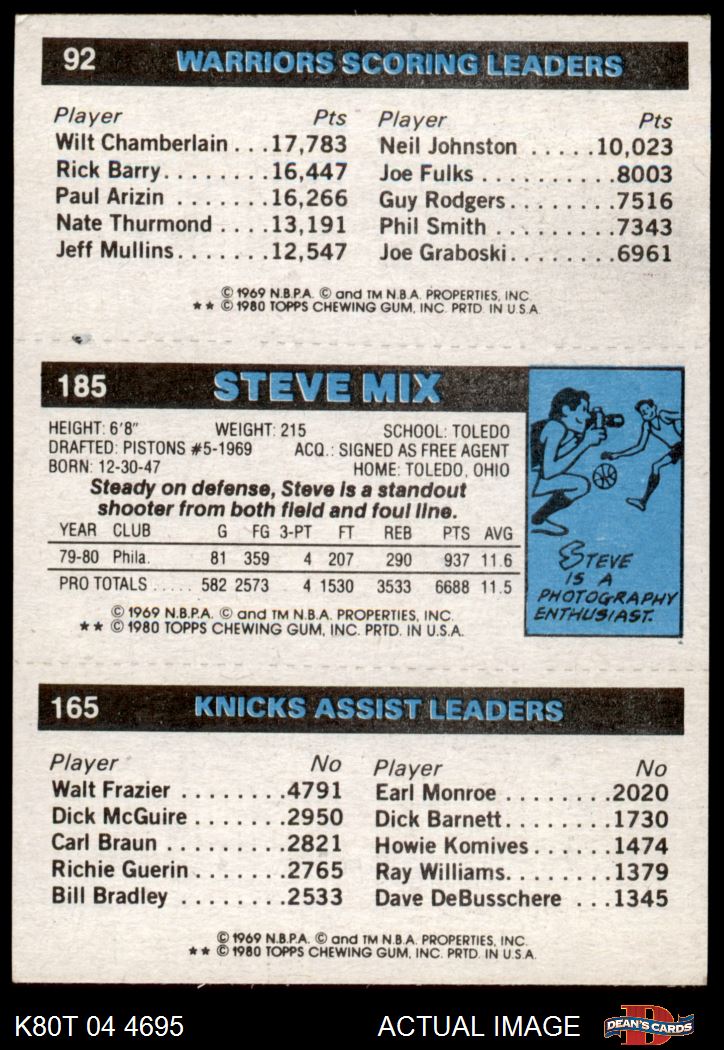 92 WARRIORS SCORING LEADERS
Player Pts Player Pts
Wilt Chamberlain . . .17,783 Neil Johnston . . . . .10,023
Rick Barry. . . . . . . .16,447 Joe Fulks . . . . . . . . .8003
Paul Arizin . . . . . . .16,266 Guy Rodgers. . . . . . .7516
Nate Thurmond . . . .13,191 Phil Smith . . . . . . . .7343
Jeff Mullins. . . . . . .12,547 Joe Graboski. . . . . . .6961
© 1969 N.B.P.A. © and TM N.B.A. PROPERTIES, INC.
★★ © 1980 TOPPS CHEWING GUM, INC. PRTD. IN U.S.A.
185 STEVE MIX
HEIGHT: 6'8" WEIGHT: 215 SCHOOL: TOLEDO
DRAFTED: PISTONS #5-1969 ACQ.: SIGNED AS FREE AGENT
BORN: 12-30-47 HOME: TOLEDO, OHIO
Steady on defense, Steve is a standout
shooter from both field and foul line.
YEAR CLUB G FG 3-PT FT REB PTS AVG
79-80 Phila. 81 359 4 207 290 937 11.6
PRO TOTALS . . . . . 582 2573 4 1530 3533 6688 11.5
© 1969 N.B.P.A. © and TM N.B.A. PROPERTIES, INC.
★★ © 1980 TOPPS CHEWING GUM, INC. PRTD. IN U.S.A.
STEVE
IS A
PHOTOGRAPHY
ENTHUSIAST.
165 KNICKS ASSIST LEADERS
Player No Player No
Walt Frazier . . . . . . . .4791 Earl Monroe . . . . . . . .2020
Dick McGuire . . . . . . .2950 Dick Barnett. . . . . . . .1730
Carl Braun . . . . . . . . .2821 Howie Komives . . . . . .1474
Richie Guerin . . . . . . .2765 Ray Williams. . . . . . . .1379
Bill Bradley . . . . . . . .2533 Dave DeBusschere . . .1345
© 1969 N.B.P.A. © and TM N.B.A. PROPERTIES, INC.
★★ © 1980 TOPPS CHEWING GUM, INC. PRTD. IN U.S.A.
K80T 04 4695 ACTUAL IMAGE D DEAN'S CARDS